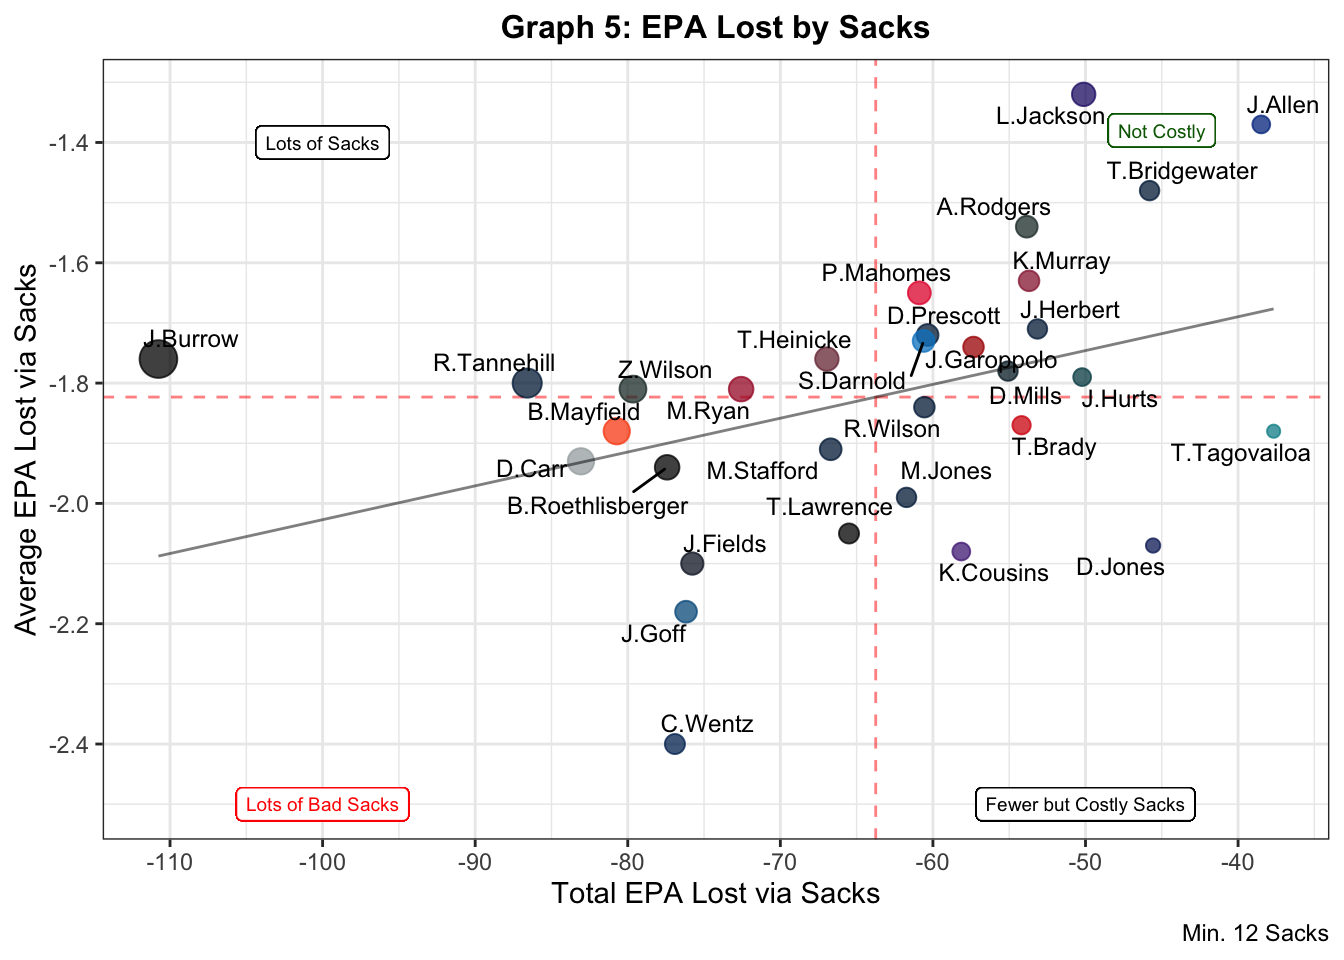 Graph 5: EPA Lost by Sacks
Average EPA Lost via Sacks
-1.4
-1.6
-1.8
-2.0
-2.2
-2.4
Lots of Sacks
Not Costly
L.Jackson
J.Allen
T.Bridgewater
A.Rodgers
K.Murray
P.Mahomes
J.Herbert
D.Prescott
J.Burrow
T.Heinicke
J.Garoppolo
R.Tannehill
Z.Wilson
S.Darnold
D.Mills
J.Hurts
B.Mayfield
M.Ryan
R.Wilson
T.Brady
T.Tagovailoa
D.Carr
M.Stafford
M.Jones
B.Roethlisberger
T.Lawrence
J.Fields
K.Cousins
D.Jones
J.Goff
C.Wentz
Lots of Bad Sacks
Fewer but Costly Sacks
-110
-100
-90
-80
-70
-60
-50
-40
Total EPA Lost via Sacks
Min. 12 Sacks